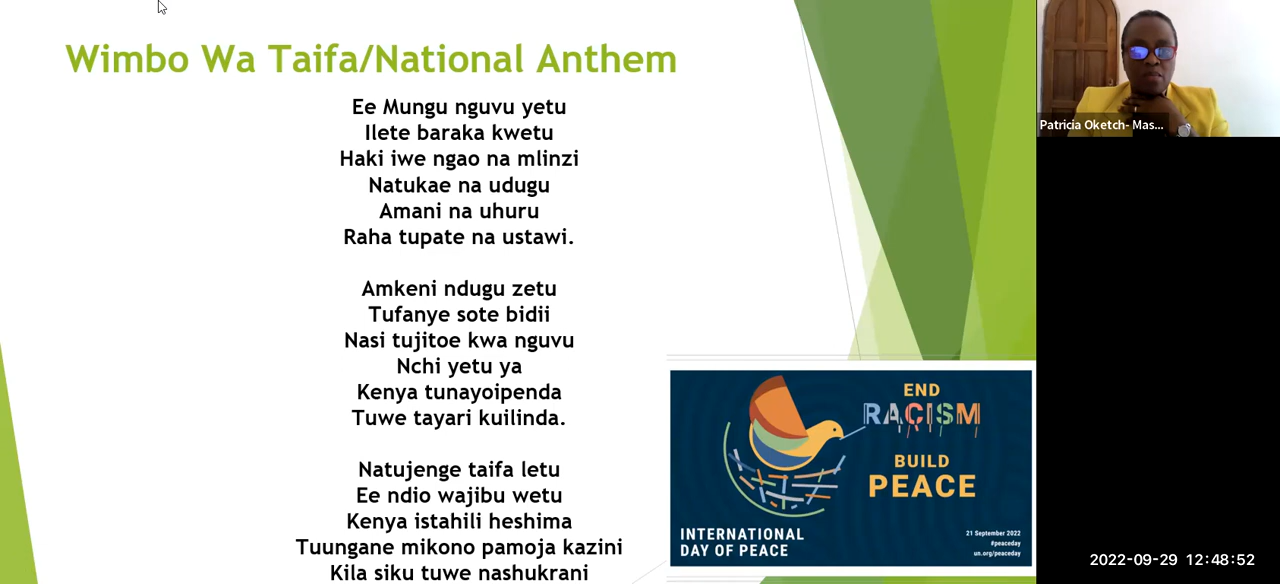 Wimbo Wa Taifa/National Anthem
Ee Mungu nguvu yetu
Ilete baraka kwetu
Haki iwe ngao na mlinzi
Natukae na udugu
Amani na uhuru
Raha tupate na ustawi.
Amkeni ndugu zetu
Tufanye sote bidii
Nasi tujitoe kwa nguvu
Nchi yetu ya
Kenya tunayoipenda
Tuwe tayari kuilinda.
Natujenge taifa letu
Ee ndio wajibu wetu
Kenya istahili heshima
Tuungane mikono pamoja kazini
Kila siku tuwe nashukrani
END
RACISM
BUILD
PEACE
INTERNATIONAL
DAY OF PEACE
21 September 2022
#peaceday
un.org/peaceday
Patricia Oketch- Mas...
2022-09-29 12:48:52